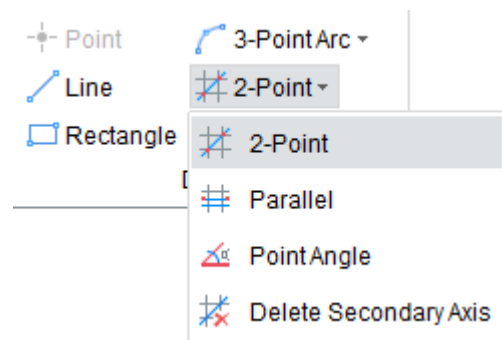 Point
3-Point Arc
Line
2-Point
Rectangle
2-Point
Parallel
Point Angle
Delete Secondary Axis